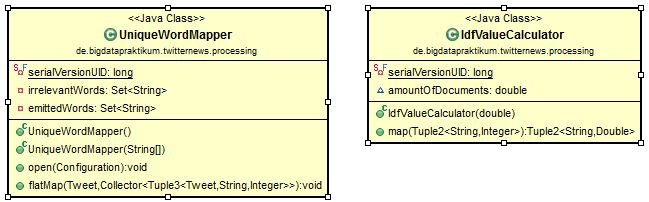 <<Java Class>>
UniqueWordMapper
de.bigdatapraktikum.twitternews.processing
serialVersionUID: long
irrelevantWords: Set<String>
emittedWords: Set<String>
UniqueWordMapper()
UniqueWordMapper(String[])
open(Configuration):void
flatMap(Tweet,Collector<Tuple3<Tweet,String,Integer>>):void
<<Java Class>>
IdfValueCalculator
de.bigdatapraktikum.twitternews.processing
serialVersionUID: long
amountOfDocuments: double
IdfValueCalculator(double)
map(Tuple2<String,Integer>):Tuple2<String,Double>